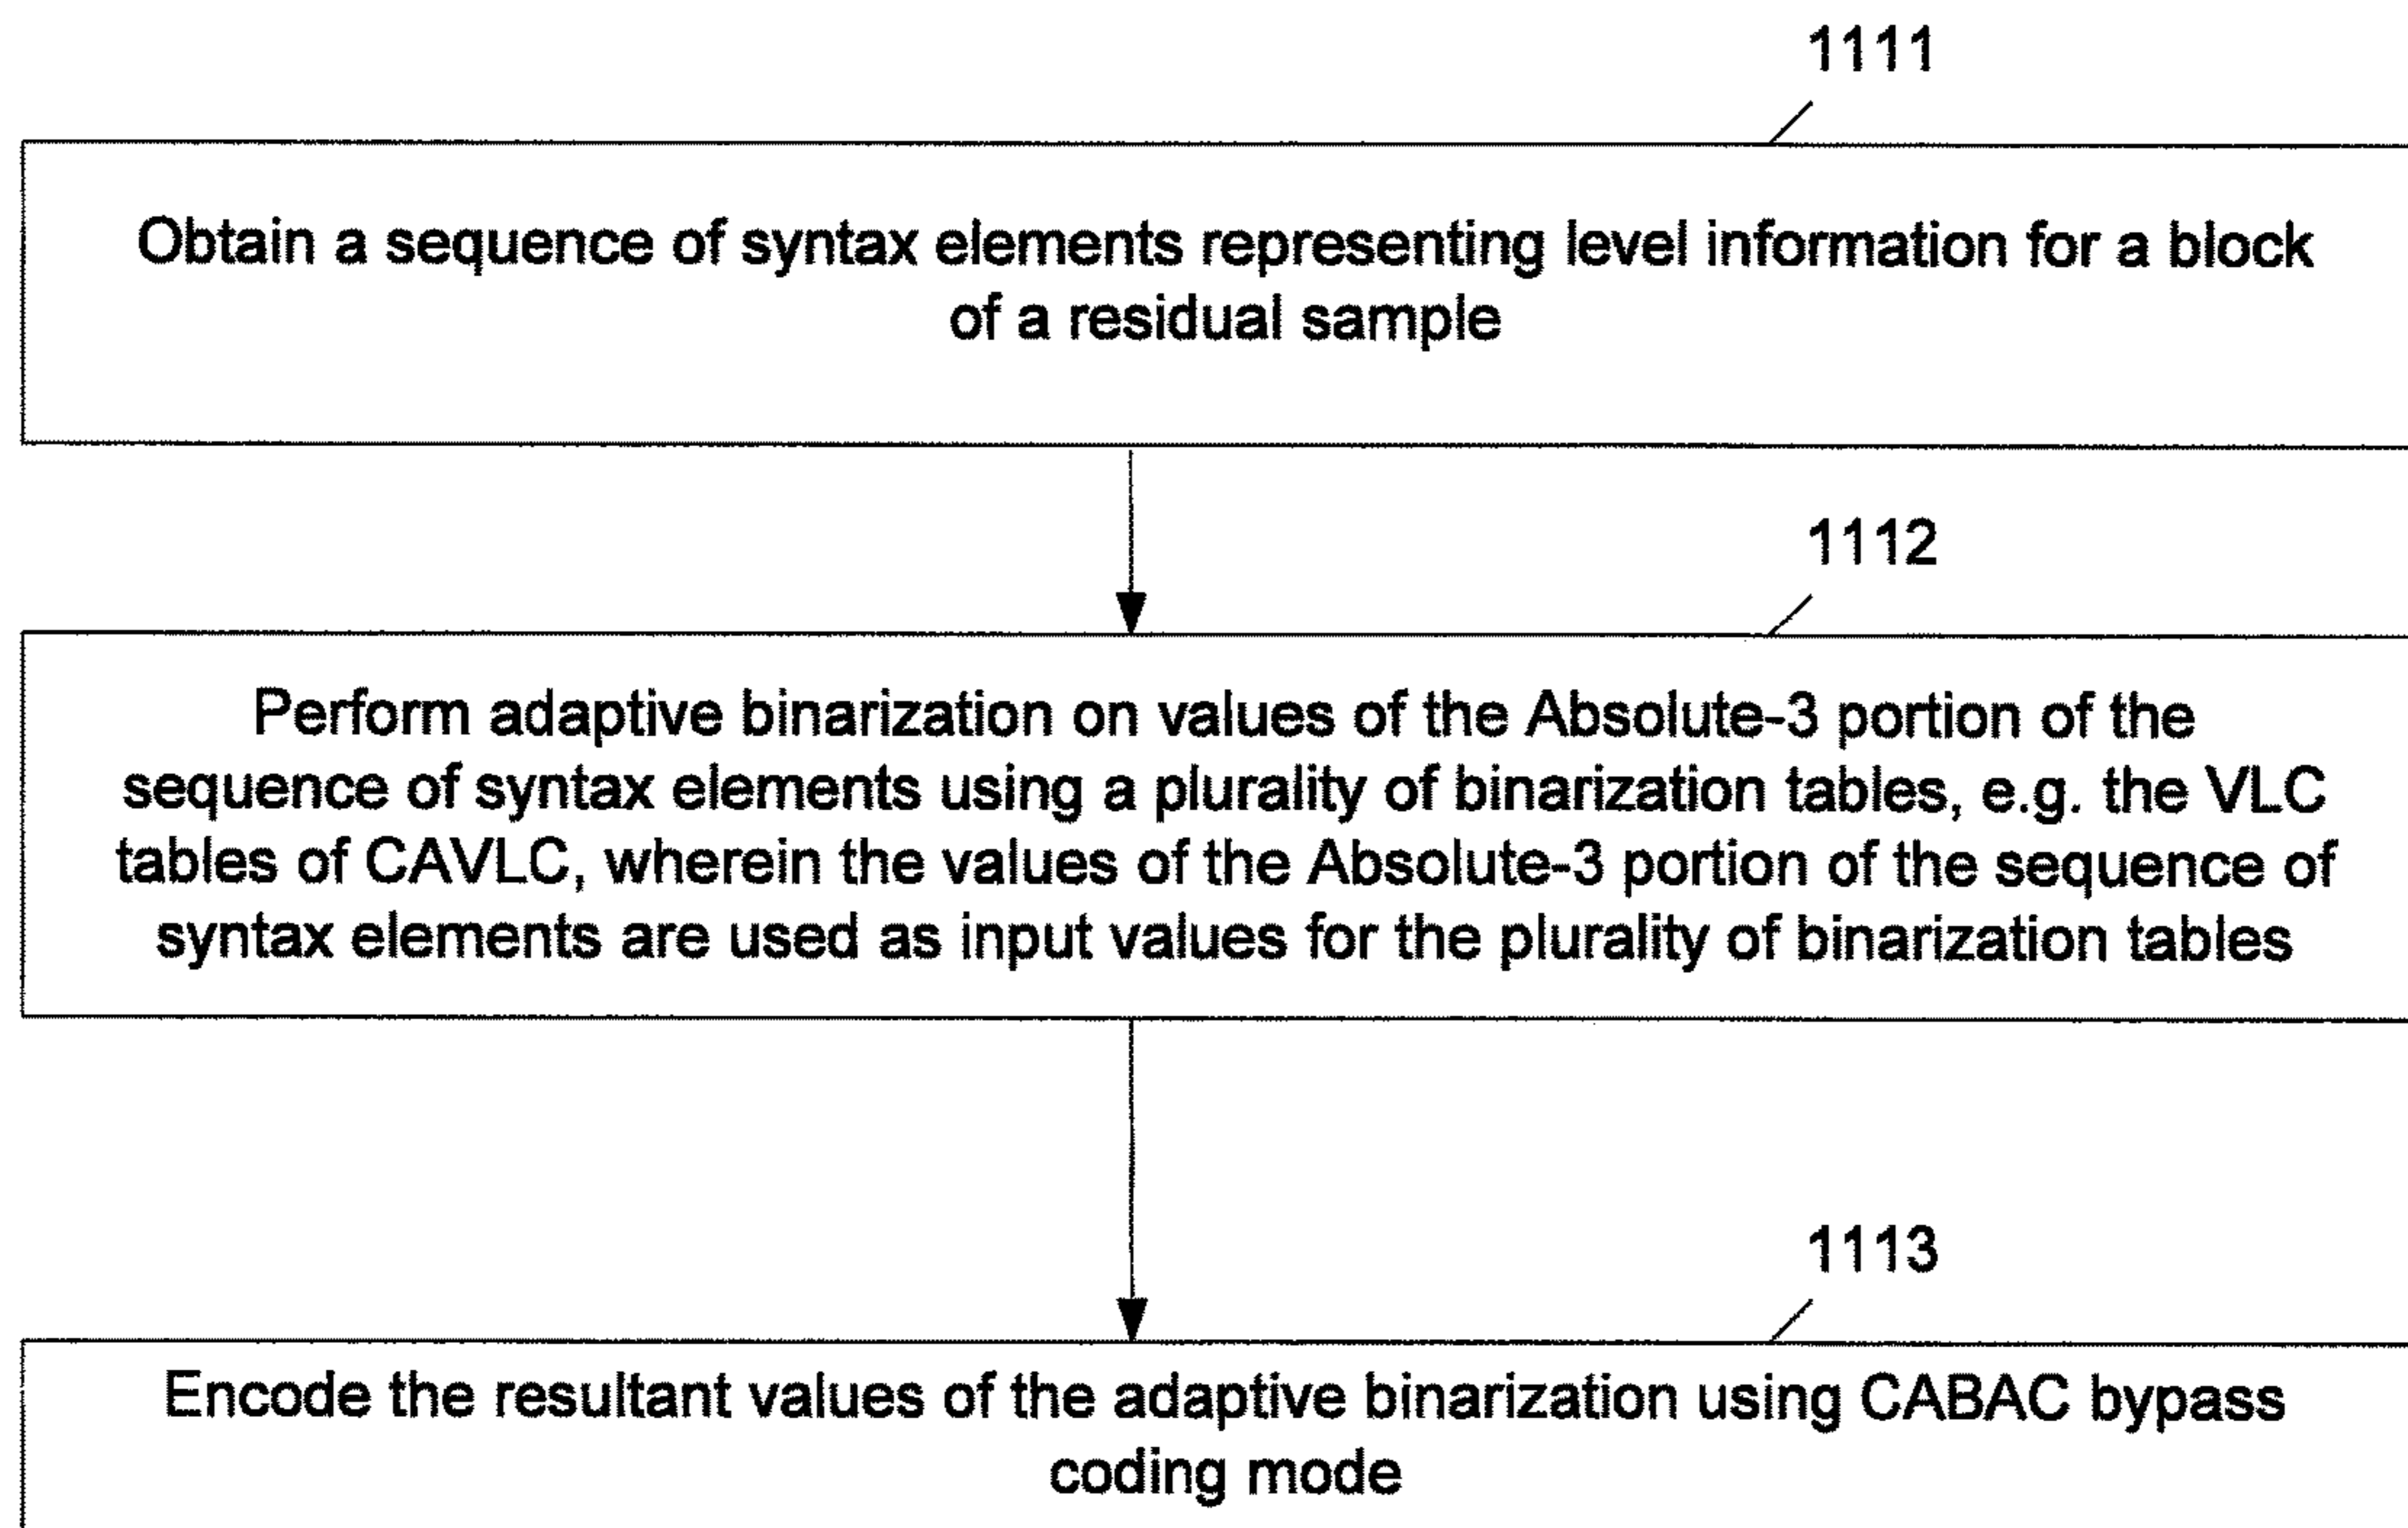 1111
Obtain a sequence of syntax elements representing level information for a block
of a residual sample
1112
Perform adaptive binarization on values of the Absolute-3 portion of the
sequence of syntax elements using a plurality of binarization tables, e.g. the VLC
tables of CAVLC, wherein the values of the Absolute-3 portion of the sequence of
syntax elements are used as input values for the plurality of binarization tables
1113
Encode the resultant values of the adaptive binarization using CABAC bypass
coding mode